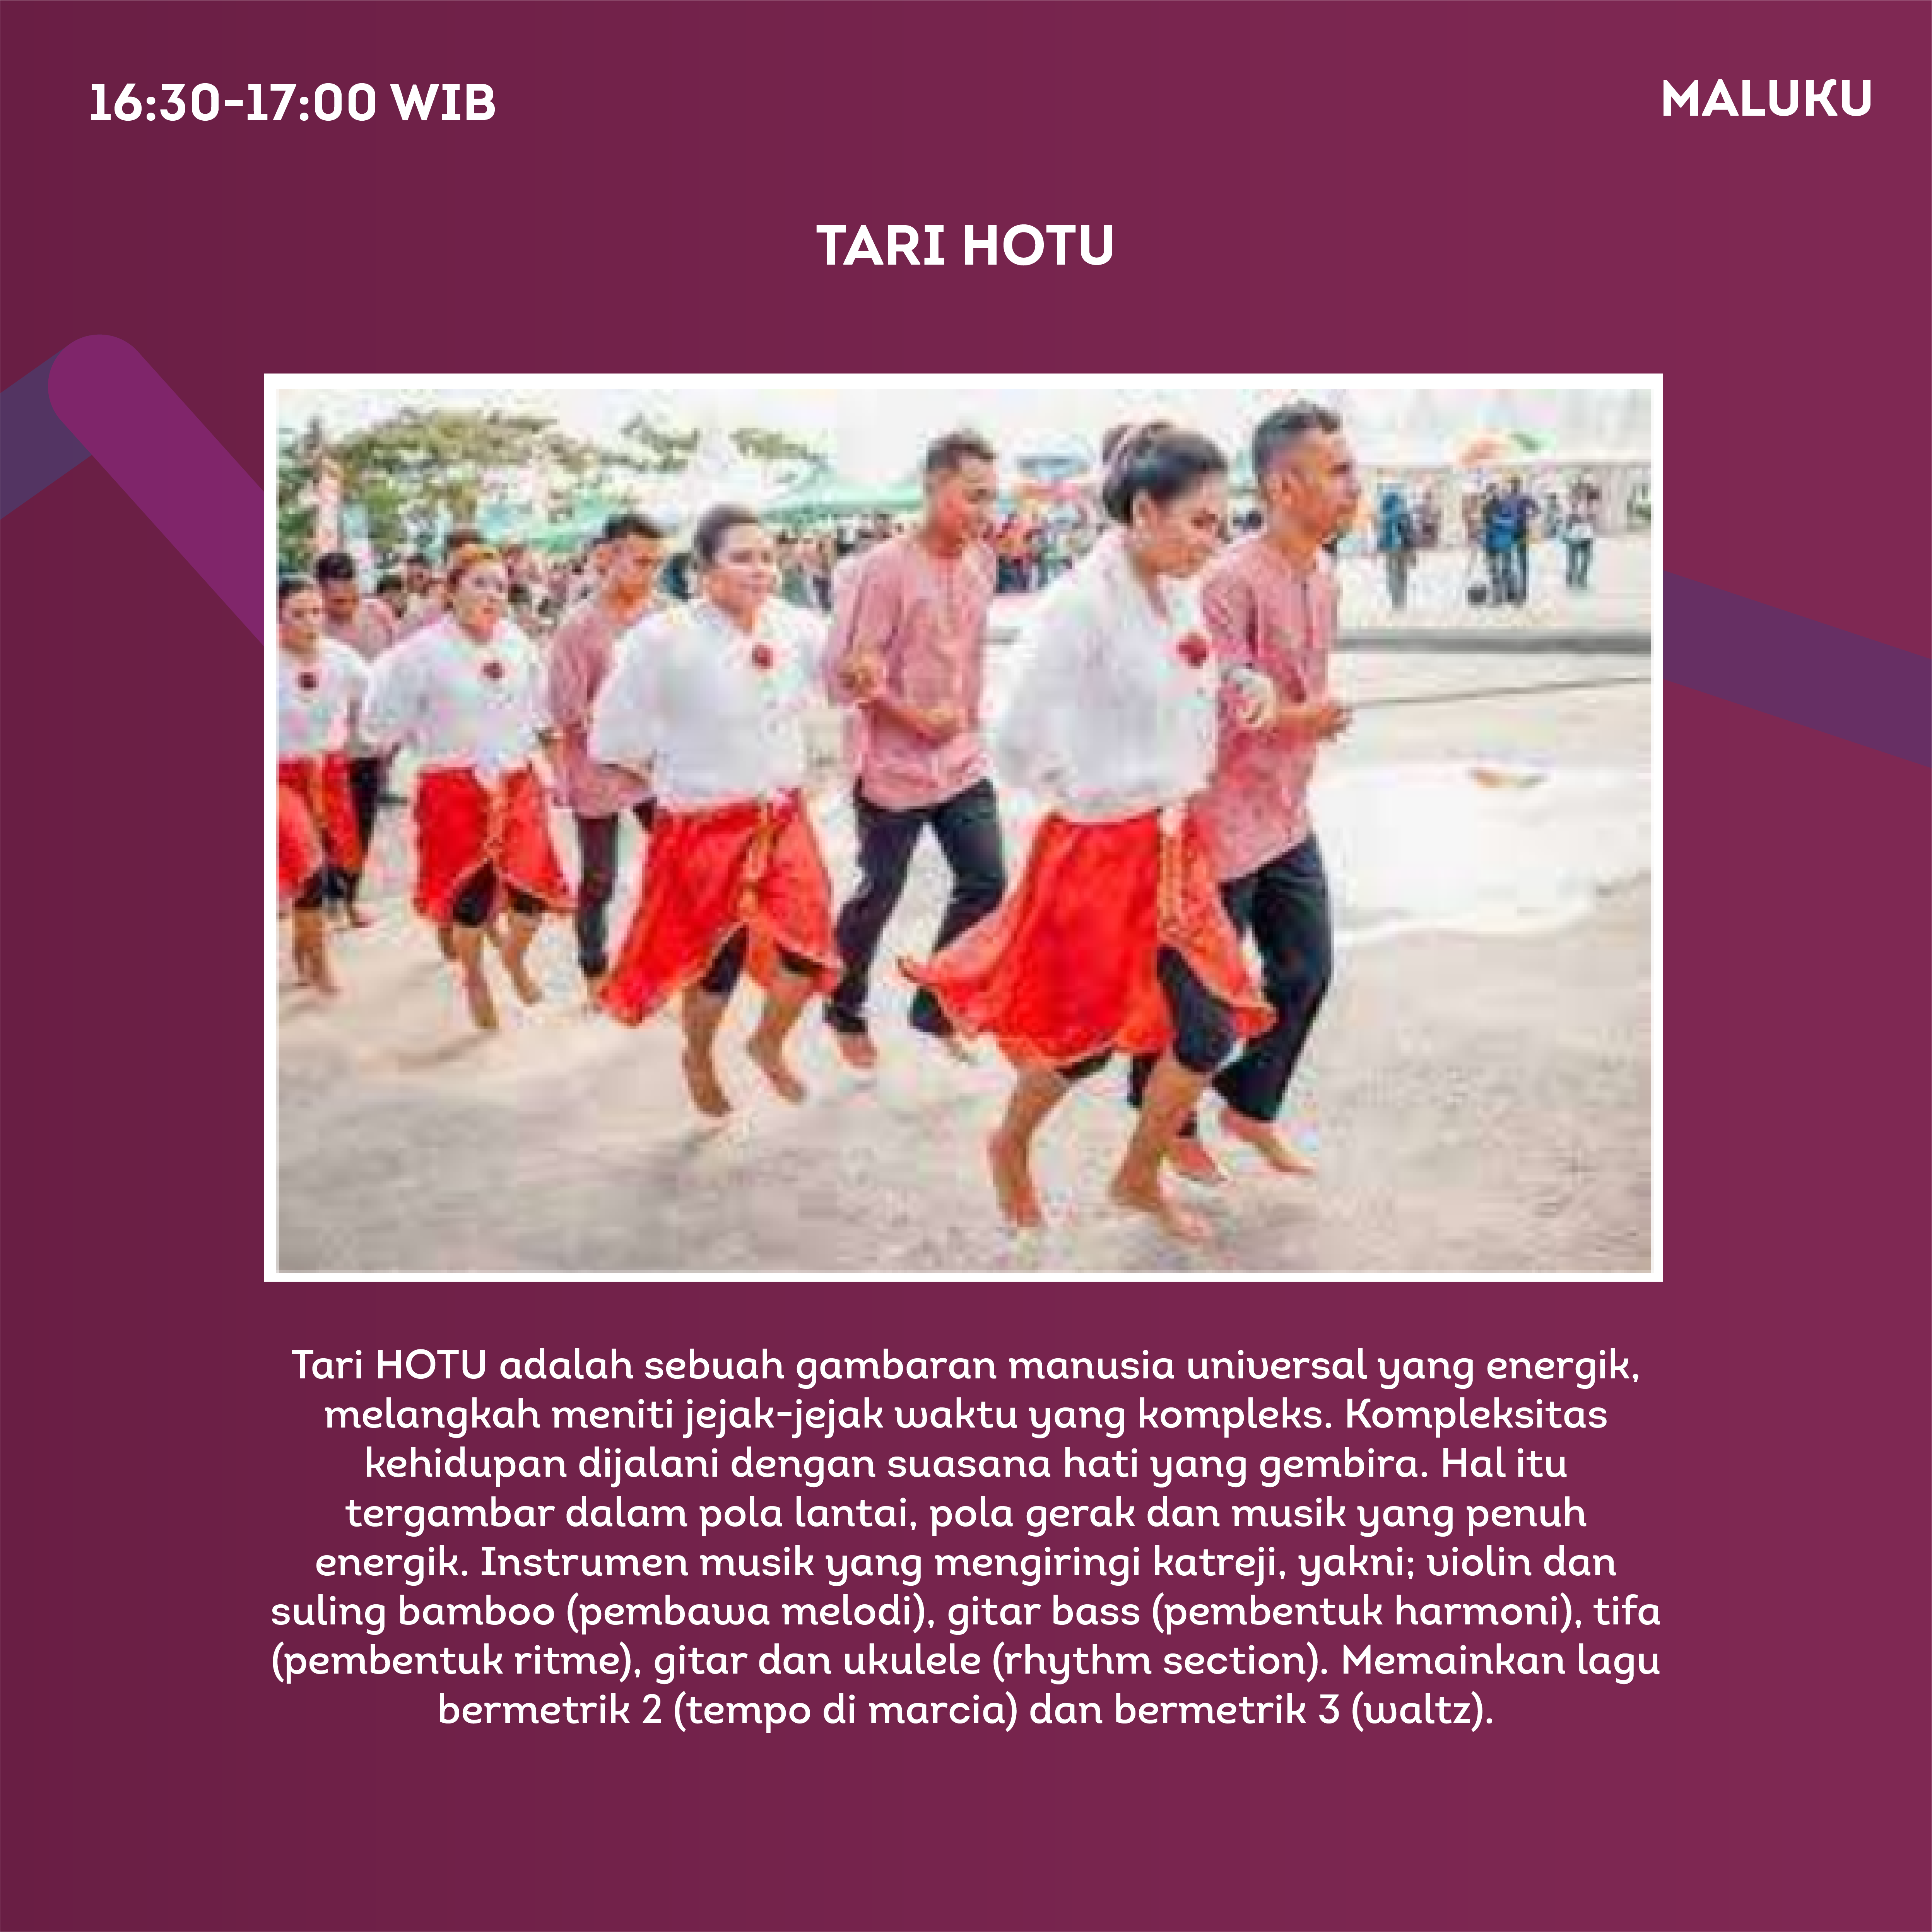 16:30-17:00 WIB
MALUKU
TARI HOTU
Tari HOTU adalah sebuah gambaran manusia universal yang energik,
melangkah meniti jejak-jejak waktu yang kompleks. Kompleksitas
kehidupan dijalani dengan suasana hati yang gembira. Hal itu
tergambar dalam pola lantai, pola gerak dan musik yang penuh
energik. Instrumen musik yang mengiringi katreji, yakni; violin dan
suling bamboo (pembawa melodi), gitar bass (pembentuk harmoni), tifa
(pembentuk ritme), gitar dan ukulele (rhythm section). Memainkan lagu
bermetrik 2 (tempo di marcia) dan bermetrik 3 (waltz).